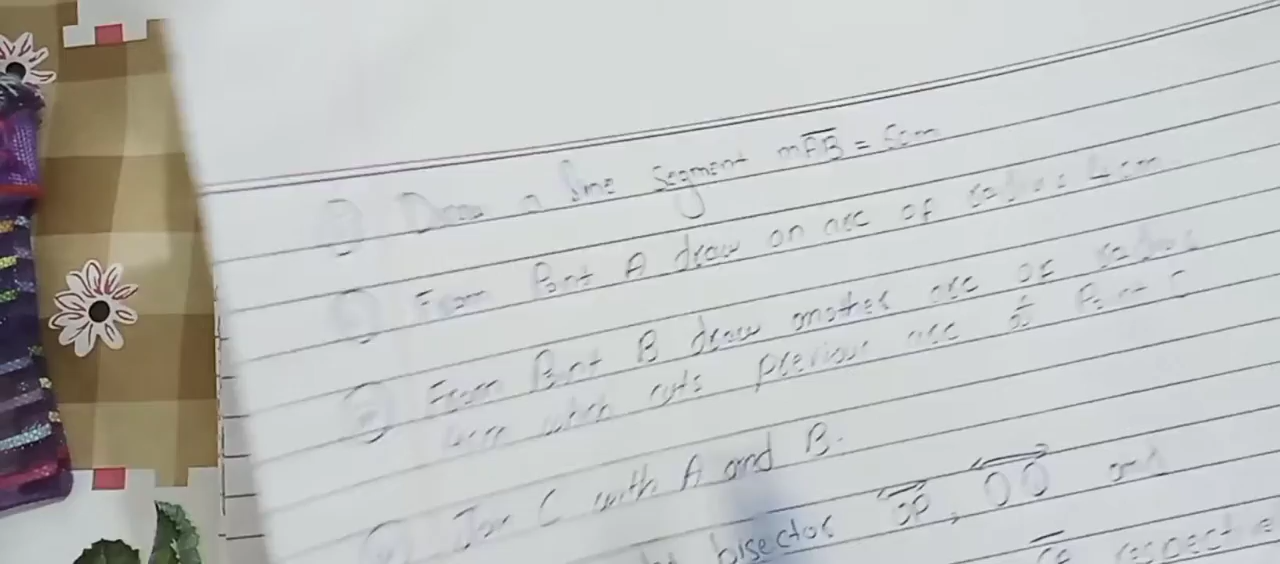 Draw a line segment mAB = 5cm
From Point A draw an arc of radius 4cm.
From Point B draw another arc of radius
which cuts previous arc Point C
Join C with A and B.
bisector OP, OQ and
respective